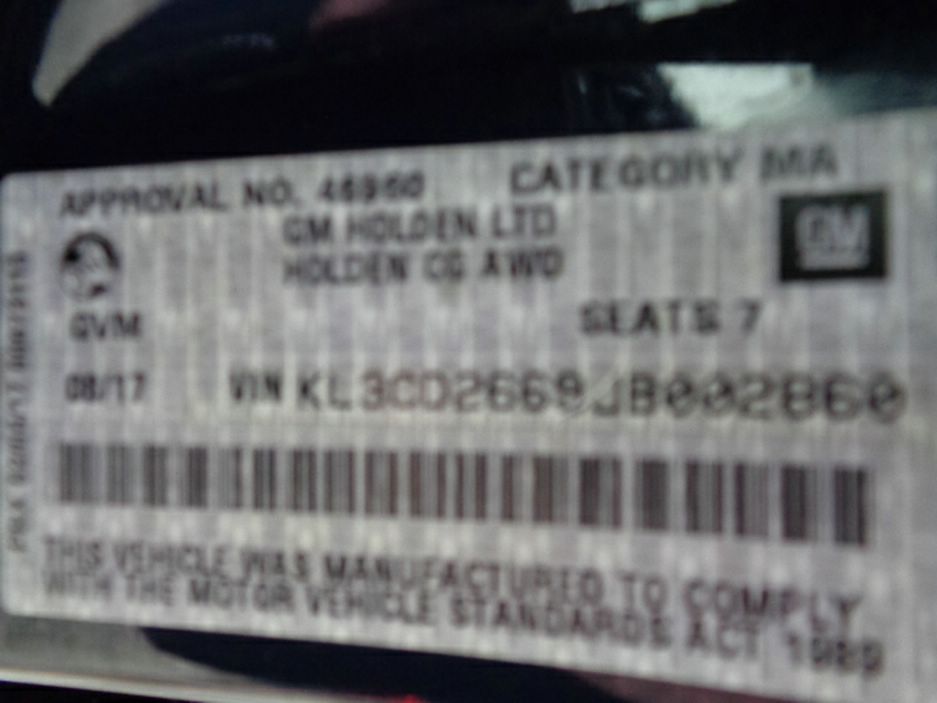 APPROVAL NO. 46960 CATEGORY MA
GM HOLDEN LTD
HOLDEN CG AWD
GM
GVM SEATS 7
08/17 VIN KL3CD2669JB002860
THIS VEHICLE WAS MANUFACTURED TO COMPLY
WITH THE MOTOR VEHICLE STANDARDS ACT 1989